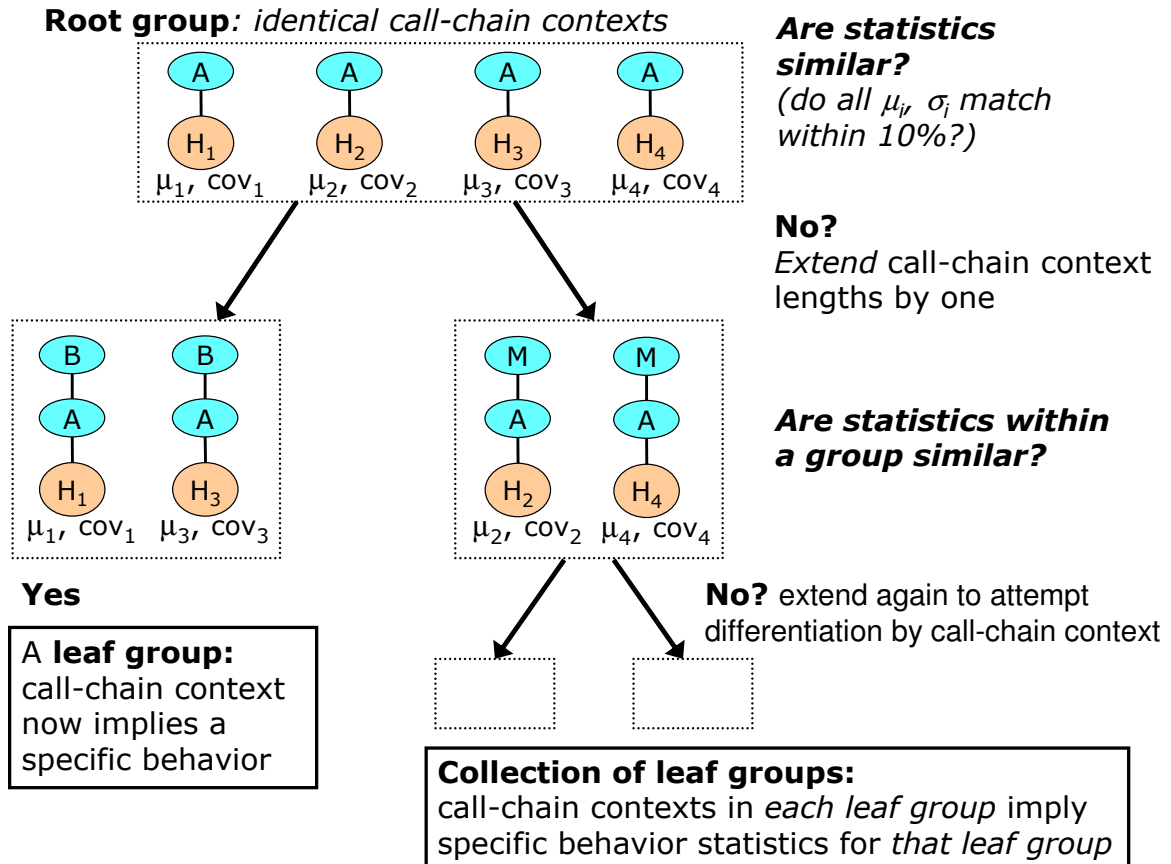 Root group: identical call-chain contexts
Are statistics
similar?
(do all μi, σi match
within 10%?)
A A A A
H1 H2 H3 H4
μ1, cov1 μ2, cov2 μ3, cov3 μ4, cov4
No?
Extend call-chain context
lengths by one
B B M M
A A A A
H1 H3 H2 H4
μ1, cov1 μ3, cov3 μ2, cov2 μ4, cov4
Are statistics within
a group similar?
Yes
No? extend again to attempt
differentiation by call-chain context
A leaf group:
call-chain context
now implies a
specific behavior
Collection of leaf groups:
call-chain contexts in each leaf group imply
specific behavior statistics for that leaf group